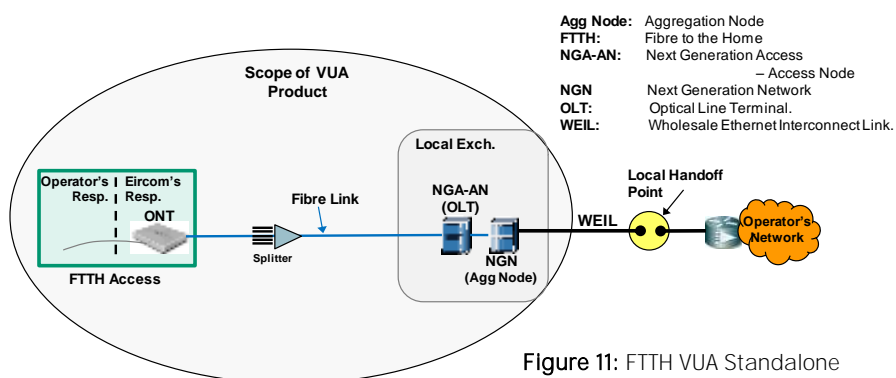 Agg Node: Aggregation Node
FTTH: Fibre to the Home
NGA-AN: Next Generation Access
– Access Node
NGN Next Generation Network
OLT: Optical Line Terminal.
WEIL: Wholesale Ethernet Interconnect Link.
Scope of VUA
Product
Local Exch.
Operator's
Resp.
Eircom's
Resp.
ONT
FTTH Access
Fibre Link
Splitter
NGA-AN
(OLT)
NGN
(Agg Node)
WEIL
Local Handoff
Point
Operator's
Network
Figure 11: FTTH VUA Standalone